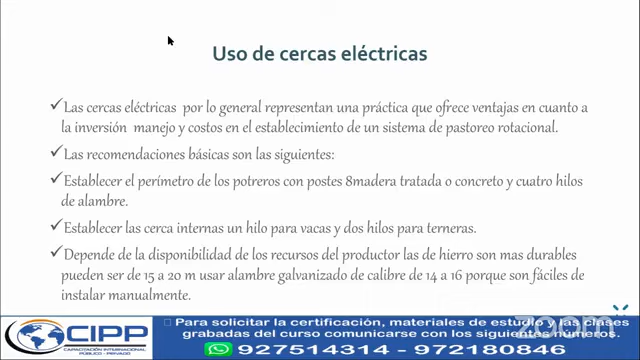 Uso de cercas eléctricas
✓Las cercas eléctricas por lo general representan una práctica que ofrece ventajas en cuanto a
la inversión manejo y costos en el establecimiento de un sistema de pastoreo rotacional.
✓Las recomendaciones básicas son las siguientes:
✓Establecer el perímetro de los potreros con postes 8madera tratada o concreto y cuatro hilos
de alambre.
✓Establecer las cerca internas un hilo para vacas y dos hilos para terneras.
✓Depende de la disponibilidad de los recursos del productor las de hierro son mas durables
pueden ser de 15 a 20 m usar alambre galvanizado de calibre de 14 a 16 porque son fáciles de
instalar manualmente.
zoom
CIPP
CAPACITACIÓN INTERNACIONAL
PÚBLICO - PRIVADO
Para solicitar la certificación, materiales de estudio y las clases
grabadas del curso comunicarse con los siguientes números.
927514314 - 972180846